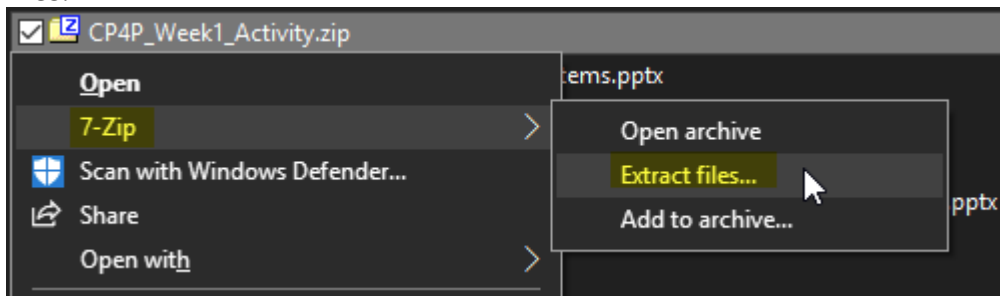 CP4P_Week1_Activity.zip
Open
tems.pptx
7-Zip
Open archive
Scan with Windows Defender...
Extract files...
Share
.pptx
Add to archive...
Open with